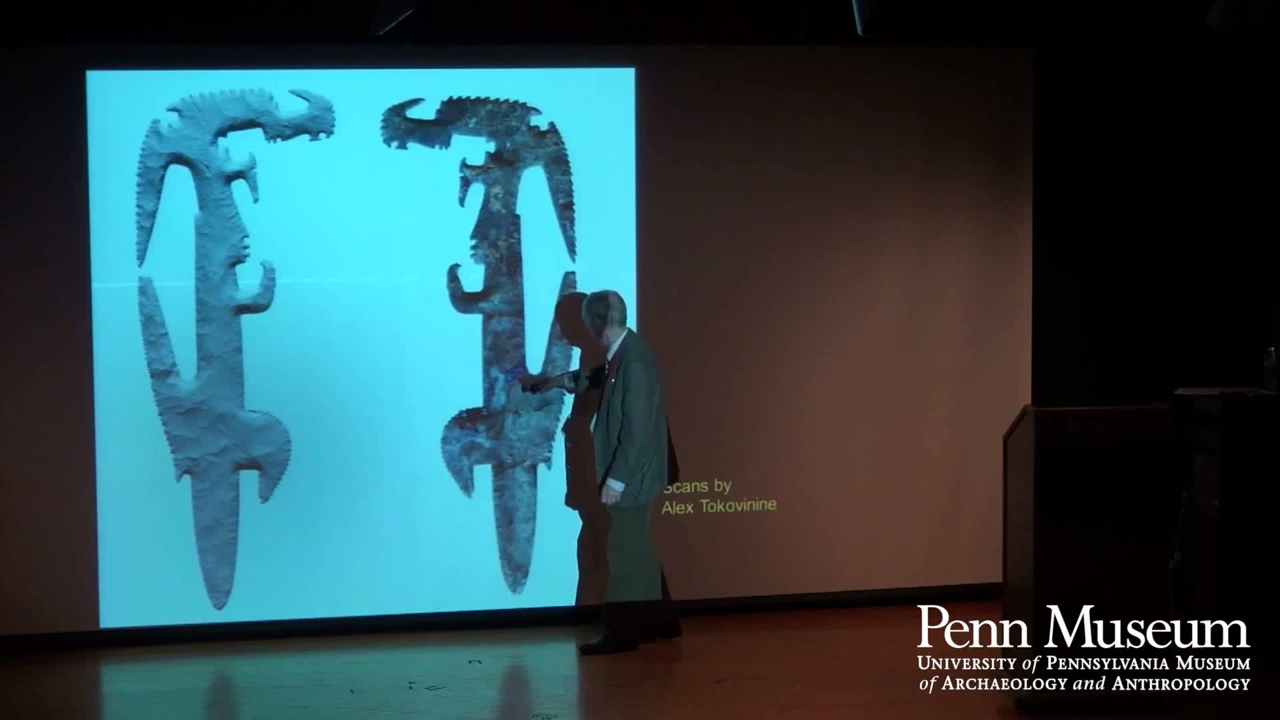 Scans by
Alex Tokovinine
Penn Museum
UNIVERSITY of PENNSYLVANIA MUSEUM
of ARCHAEOLOGY and ANTHROPOLOGY